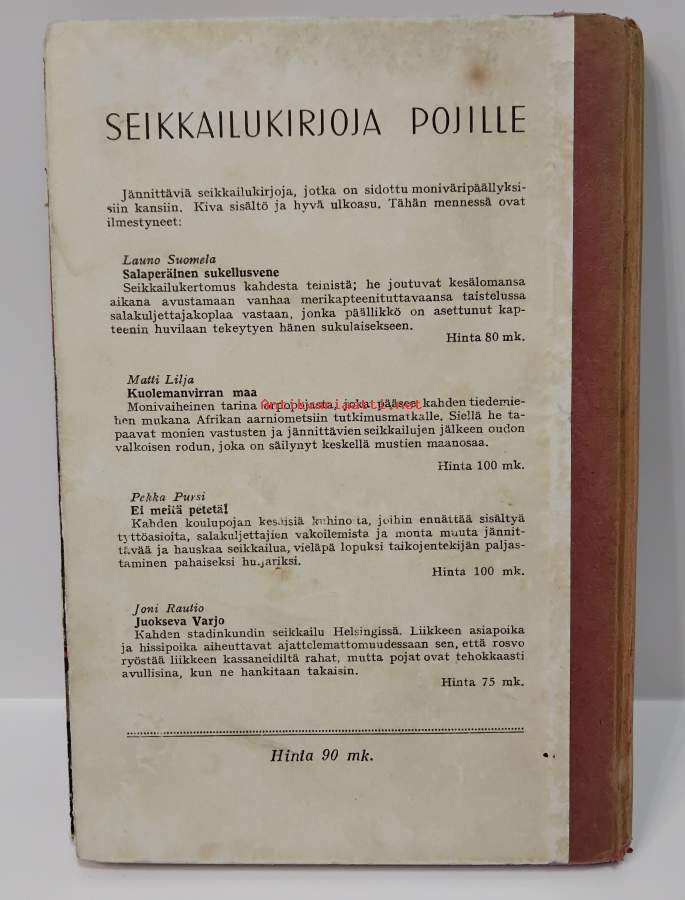 SEIKKAILUKIRJOJA POJILLE
Jännittäviä seikkailukirjoja, jotka on sidottu moniväripäällyksi-
siin kansiin. Kiva sisältö ja hyvä ulkoasu. Tähän mennessä ovat
ilmestyneet:
Launo Suomela
Salaperäinen sukellusvene
Seikkailukertomus kahdesta teinistä; he joutuvat kesälomansa
aikana avustamaan vanhaa merikapteenituttavaansa taistelussa
salakuljettajakoplaa vastaan, jonka päällikkö on asettunut kap-
teenin huvilaan tekeytyen hänen sukulaisekseen.
Hinta 80 mk.
Matti Lilja
Kuolemanvirran maa
Monivaiheinen tarina orpopojasta, joka pääsee kahden tiedemie-
hen mukana Afrikan aarniometsiin tutkimusmatkalle. Siellä he ta-
paavat monien vastusten ja jännittävien seikkailujen jälkeen oudon
valkoisen rodun, joka on säilynyt keskellä mustien maanosaa.
Hinta 100 mk.
Pekka Pursi
Ei meitä petetä!
Kahden koulupojan kesäisiä kuhinoita, joihin ennättää sisältyä
tyttöasioita, salakuljettajien vakoilemista ja monta muuta jännit-
tävää ja hauskaa seikkailua, vieläpä lopuksi taikojentekijän paljas-
taminen pahaiseksi huijariksi.
Hinta 100 mk.
Joni Rautio
Juokseva Varjo
Kahden stadinkundin seikkailu Helsingissä. Liikkeen asiapoika
ja hissipoika aiheuttavat ajattelemattomuudessaan sen, että rosvo
ryöstää liikkeen kassaneidiltä rahat, mutta pojat ovat tehokkaasti
avullisina, kun ne hankitaan takaisin.
Hinta 75 mk.
Hinta 90 mk.